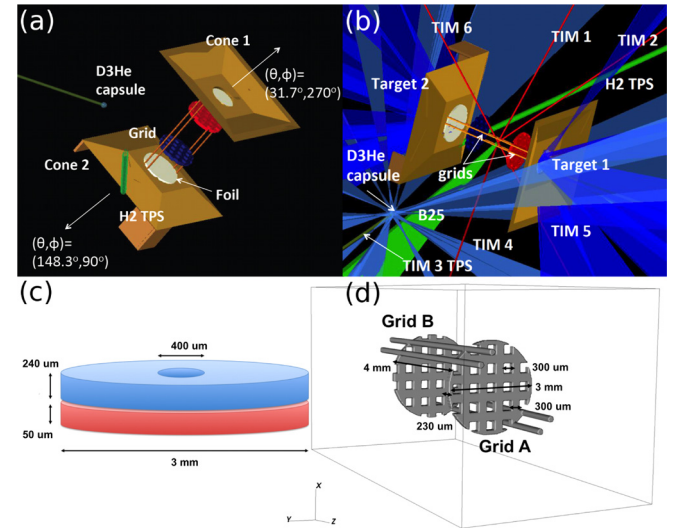 (a)
Cone 1
D3He
capsule
(θ,ϕ)=
(31.7°,270°)
Grid
Cone 2
Foil
H2 TPS
(θ,ϕ)=
(148.3°,90°)
(b)
TIM 6
TIM 1
TIM 2
Target 2
H2 TPS
D3He
capsule
grids
Target 1
B25
TIM 4
TIM 5
TIM 3 TPS
(c)
400 um
240 um
50 um
3 mm
(d)
Grid B
4 mm
300 um
3 mm
300 um
230 um
Grid A
X
Y
Z